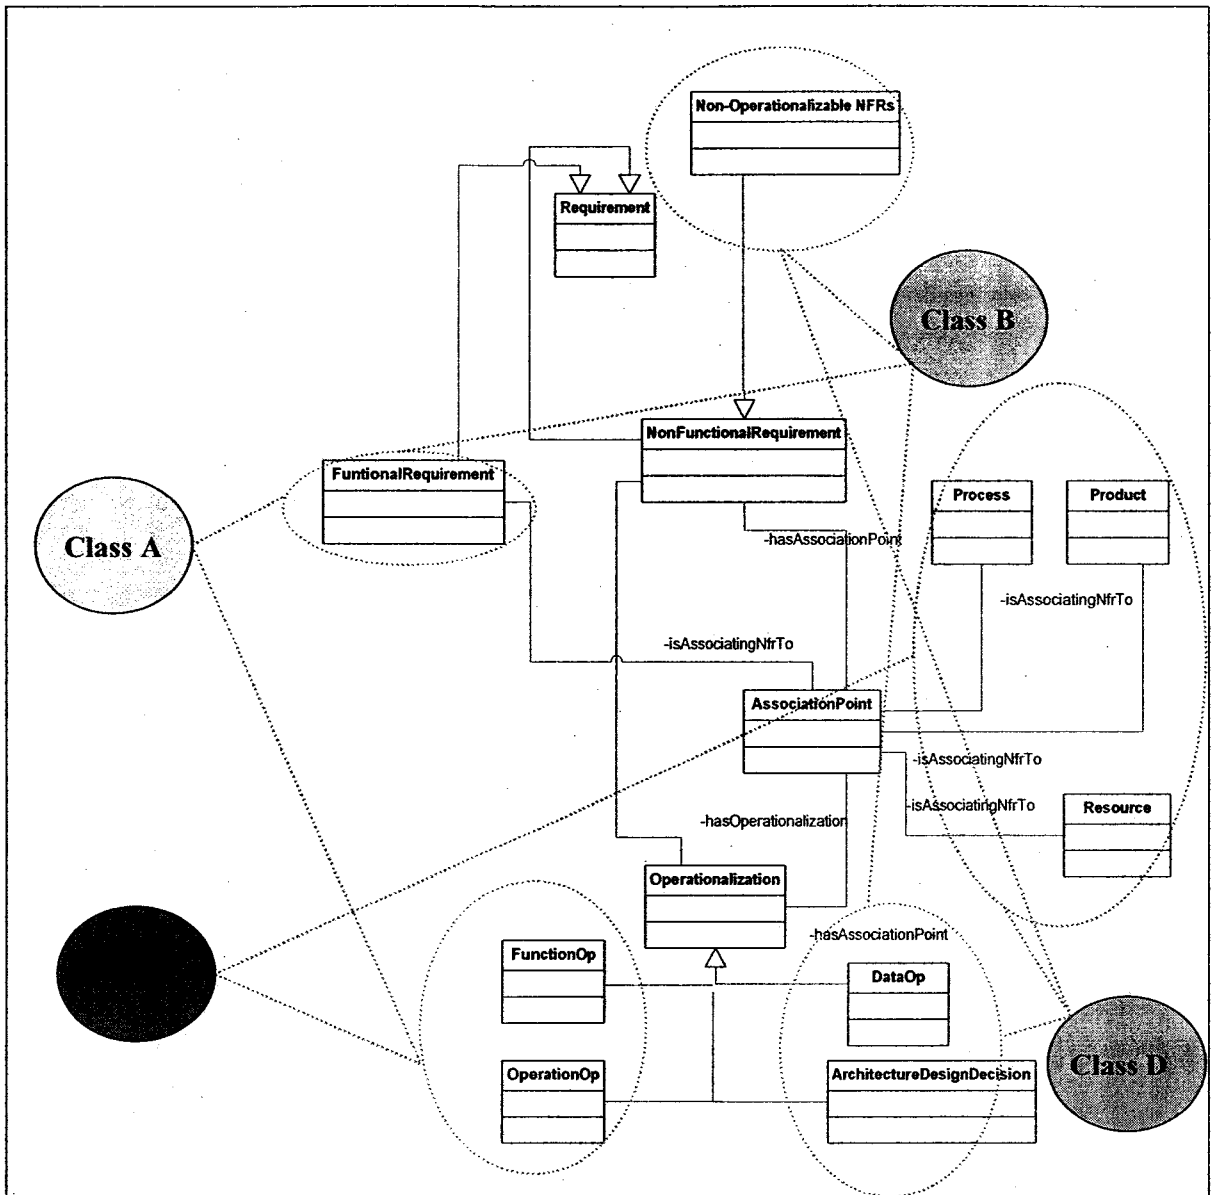 Non-Operationalizable NFRs
Requirement
Class B
NonFunctionalRequirement
FuntionalRequirement
Process
Product
Class A
-hasAssociationPoint
-isAssociatingNfrTo
-isAssociatingNfrTo
AssociationPoint
-isAssociatingNfrTo
-isAssociatingNfrTo
Resource
-hasOperationalization
Operationalization
-hasAssociationPoint
FunctionOp
DataOp
Class D
OperationOp
ArchitectureDesignDecision